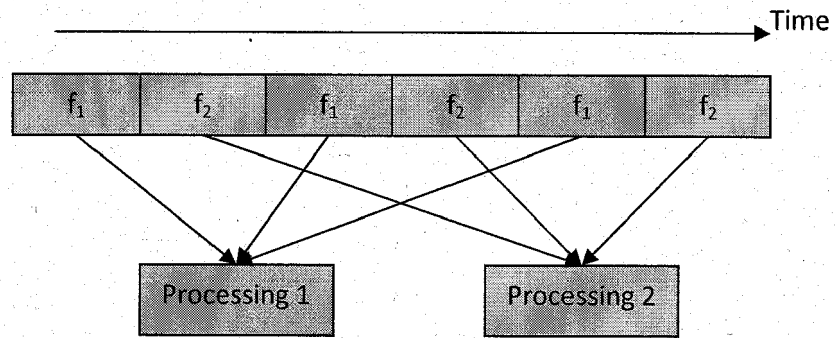 Time
f₁ f₂ f₁ f₂ f₁ f₂
Processing 1 Processing 2